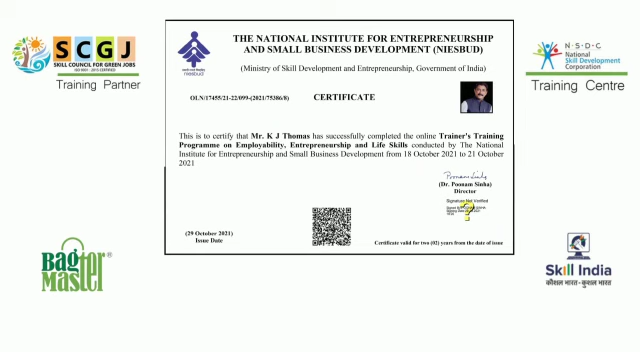 SCGJ
SKILL COUNCIL FOR GREEN JOBS
Training Partner
THE NATIONAL INSTITUTE FOR ENTREPRENEURSHIP
AND SMALL BUSINESS DEVELOPMENT (NIESBUD)
niesbud
(Ministry of Skill Development and Entrepreneurship, Government of India)
N·S·D·C
National
Skill Development
Corporation
Training Centre
OLN/17455/21-22/099-(2021/75386/8)
CERTIFICATE
This is to certify that Mr. K J Thomas has successfully completed the online Trainer's Training
Programme on Employability, Entrepreneurship and Life Skills conducted by The National
Institute for Entrepreneurship and Small Business Development from 18 October 2021 to 21 October
2021
Poonam Sinha
(Dr. Poonam Sinha)
Director
Signature Not Verified
(29 October 2021)
Issue Date
Certificate valid for two (02) years from the date of issue
Bag
Master
Skill India
कौशल भारत-कुशल भारत